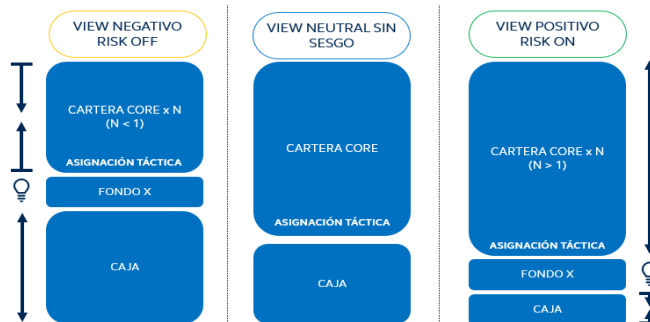 VIEW NEGATIVO
RISK OFF
CARTERA CORE x N
(N < 1)
ASIGNACIÓN TÁCTICA
FONDO X
CAJA
VIEW NEUTRAL SIN
SESGO
CARTERA CORE
ASIGNACIÓN TÁCTICA
CAJA
VIEW POSITIVO
RISK ON
CARTERA CORE x N
(N > 1)
ASIGNACIÓN TÁCTICA
FONDO X
CAJA